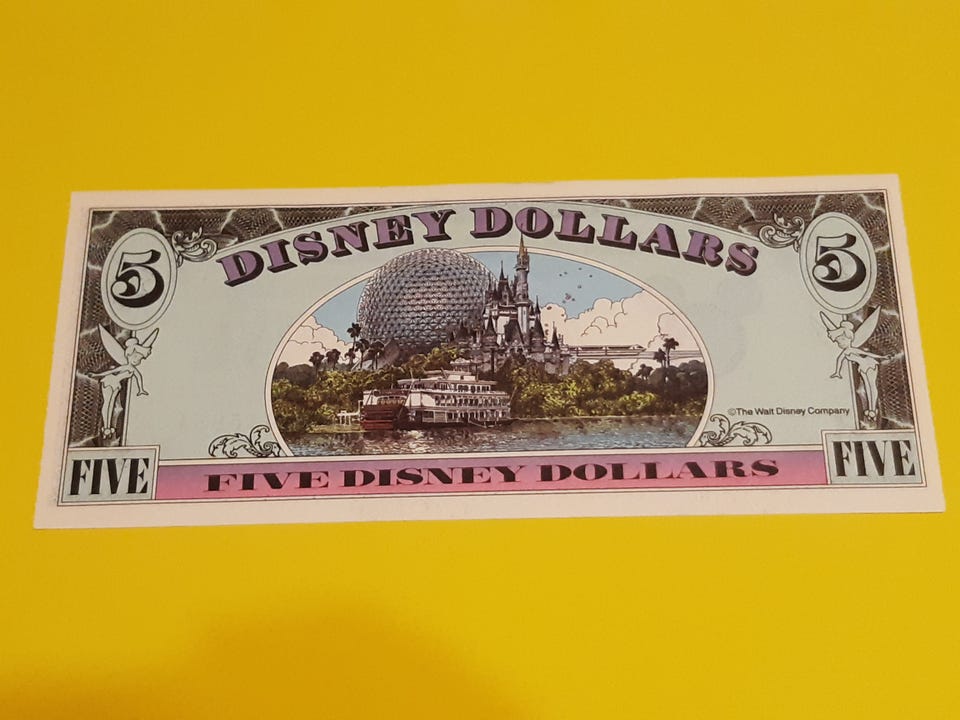 DISNEY DOLLARS
5
5
©The Walt Disney Company
FIVE
FIVE DISNEY DOLLARS
FIVE